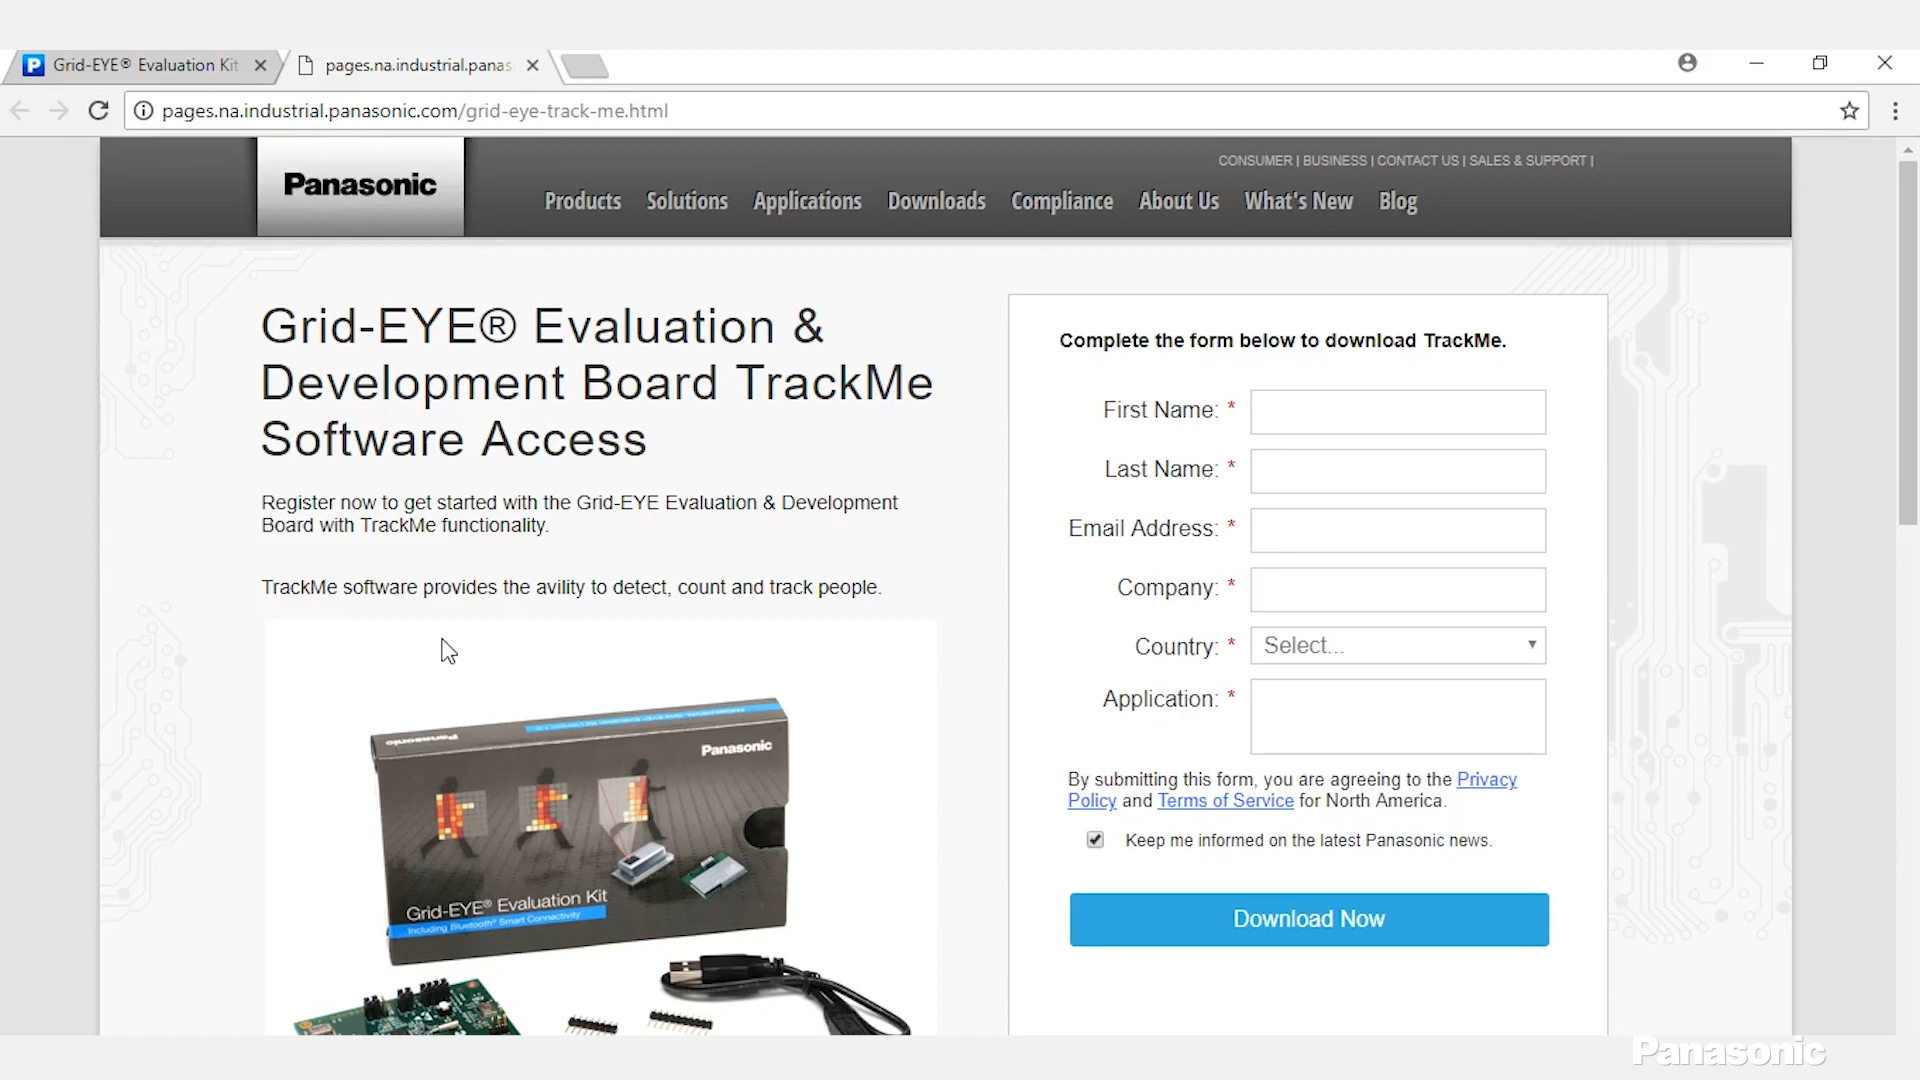 Grid-EYE® Evaluation Kit
pages.na.industrial.panas
pages.na.industrial.panasonic.com/grid-eye-track-me.html
CONSUMER | BUSINESS | CONTACT US | SALES & SUPPORT |
Panasonic
Products Solutions Applications Downloads Compliance About Us What's New Blog
Grid-EYE® Evaluation &
Development Board TrackMe
Software Access
Register now to get started with the Grid-EYE Evaluation & Development
Board with TrackMe functionality.
TrackMe software provides the avility to detect, count and track people.
Panasonic
Panasonic
Grid-EYE® Evaluation Kit
Including Bluetooth® Smart Connectivity
Complete the form below to download TrackMe.
First Name: *
Last Name: *
Email Address: *
Company: *
Country: * Select...
Application: *
By submitting this form, you are agreeing to the Privacy
Policy and Terms of Service for North America.
Keep me informed on the latest Panasonic news.
Download Now
Panasonic